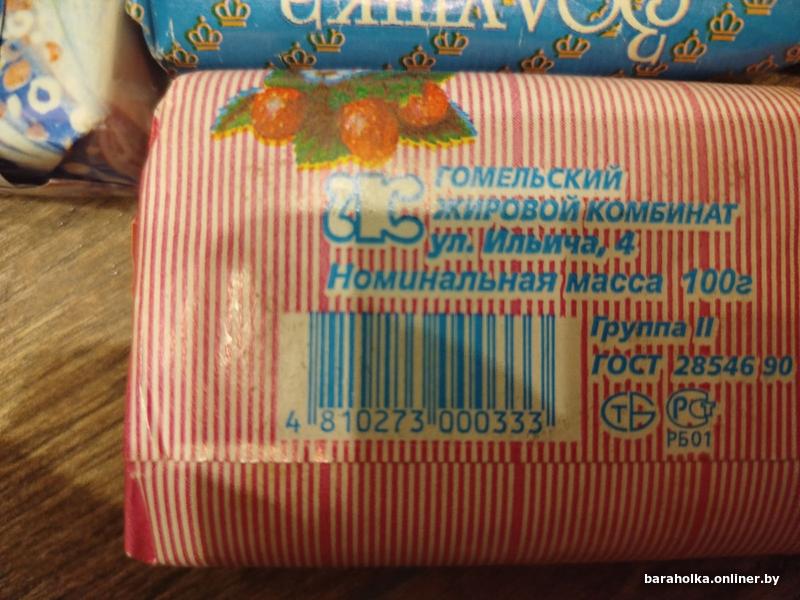 ГОМЕЛЬСКИЙ
ЖИРОВОЙ КОМБИНАТ
ул. Ильича, 4
Номинальная масса 100г
Группа II
ГОСТ 28546 90
4 810273 000333
РБ01
baraholka.onliner.by